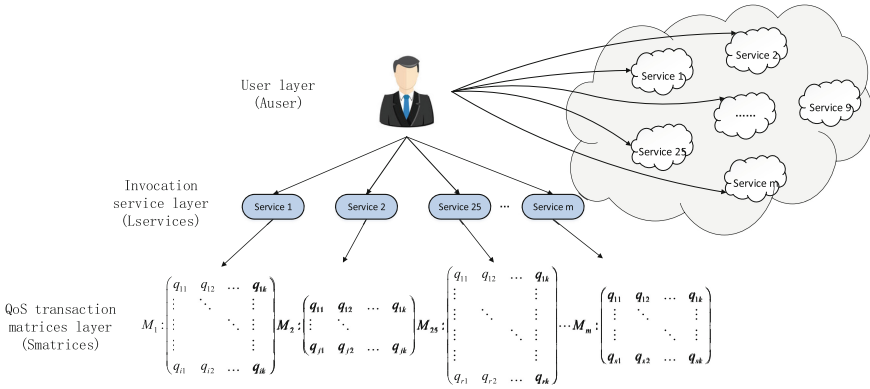 User layer
(Auser)
Service 1
Service 2
......
Service 9
Service 25
Service m
Invocation
service layer
(Lservices)
Service 1 Service 2 Service 25 ... Service m
QoS transaction
matrices layer
(Smatrices)
M₁ : q₁₁ q₁₂ … q₁ₖ
⋮ ⋱ ⋮
⋮ ⋱ ⋮
qᵢ₁ qᵢ₂ … qᵢₖ
M₂ : q₁₁ q₁₂ … q₁ₖ
⋮ ⋱
qⱼ₁ qⱼ₂ … qⱼₖ
M₂₅ : q₁₁ q₁₂ … q₁ₖ
⋮ ⋱ ⋮
⋮ ⋱ ⋮
qᵣ₁ qᵣ₂ … qᵣₖ
… Mₘ : q₁₁ q₁₂ … q₁ₖ
⋮ ⋱ ⋮
⋮ ⋱ ⋮
qₛ₁ qₛ₂ … qₛₖ